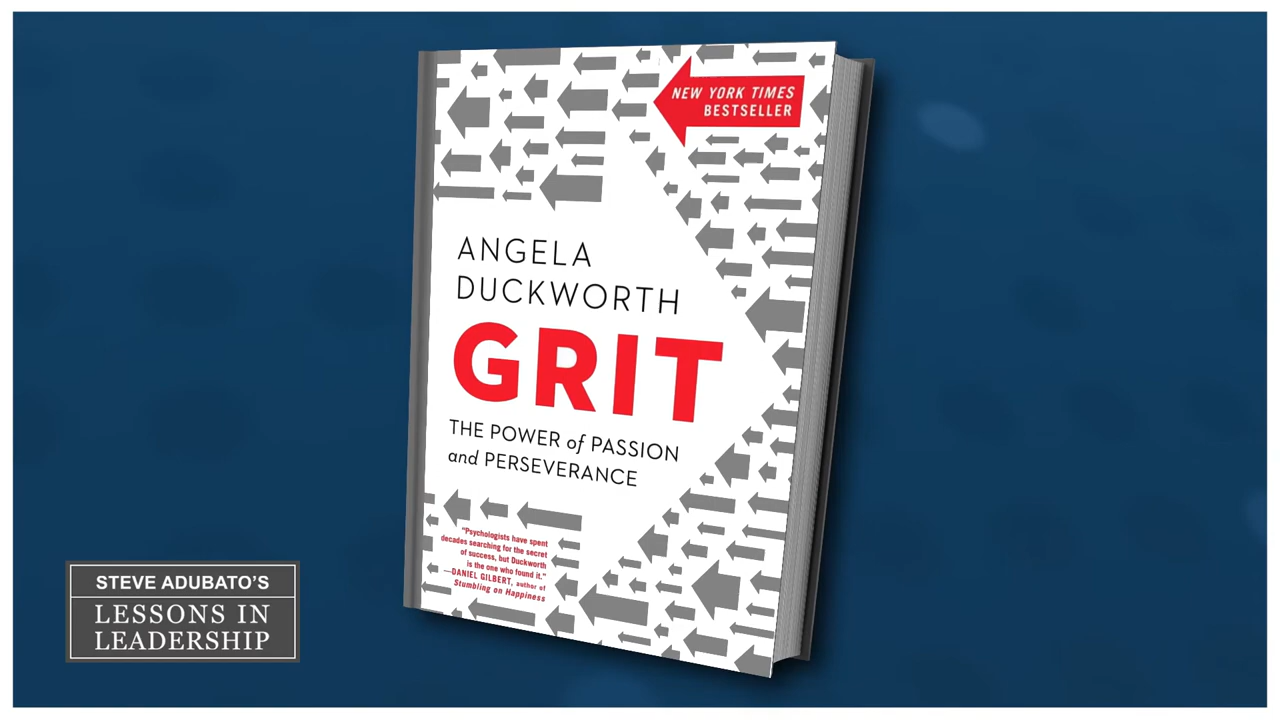 NEW YORK TIMES
BESTSELLER
ANGELA
DUCKWORTH
GRIT
THE POWER of PASSION
and PERSEVERANCE
"Psychologists have spent
decades searching for the secret
of success, but Duckworth
is the one who found it."
—DANIEL GILBERT, author of
Stumbling on Happiness
STEVE ADUBATO'S
LESSONS IN
LEADERSHIP